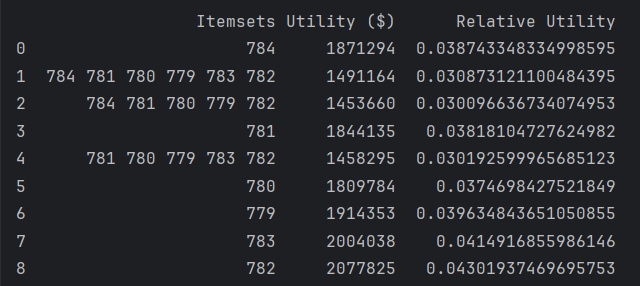 Itemsets Utility ($) Relative Utility
0 784 1871294 0.038743348334998595
1 784 781 780 779 783 782 1491164 0.030873121100484395
2 784 781 780 779 782 1453660 0.030096636734074953
3 781 1844135 0.03818104727624982
4 781 780 779 783 782 1458295 0.030192599965685123
5 780 1809784 0.0374698427521849
6 779 1914353 0.039634843651050855
7 783 2004038 0.0414916855986146
8 782 2077825 0.04301937469695753